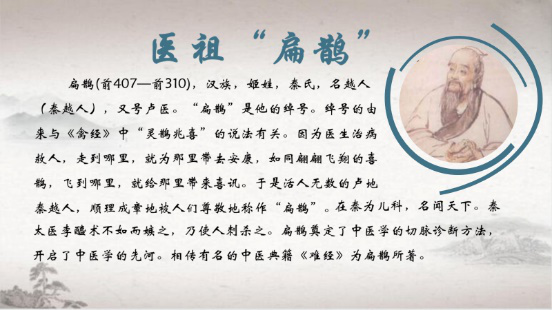 医祖“扁鹊”
扁鹊(前407—前310)，汉族，姬姓，秦氏，名越人
（秦越人），又号卢医。“扁鹊”是他的绰号。绰号的由
来与《禽经》中“灵鹊兆喜”的说法有关。因为医生治病
救人，走到哪里，就为那里带去安康，如同翩翩飞翔的喜
鹊，飞到哪里，就给那里带来喜讯。于是活人无数的卢地
秦越人，顺理成章地被人们尊敬地称作“扁鹊”。在秦为儿科，名闻天下。秦
太医李醯术不如而嫉之，乃使人刺杀之。扁鹊奠定了中医学的切脉诊断方法，
开启了中医学的先河。相传有名的中医典籍《难经》为扁鹊所著。